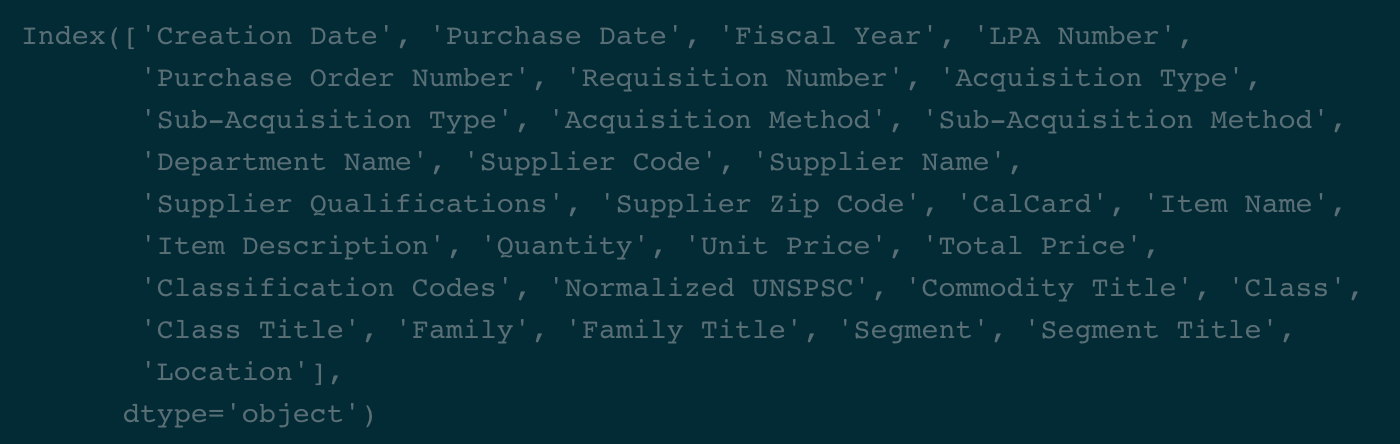 Index(['Creation Date', 'Purchase Date', 'Fiscal Year', 'LPA Number',
'Purchase Order Number', 'Requisition Number', 'Acquisition Type',
'Sub-Acquisition Type', 'Acquisition Method', 'Sub-Acquisition Method',
'Department Name', 'Supplier Code', 'Supplier Name',
'Supplier Qualifications', 'Supplier Zip Code', 'CalCard', 'Item Name',
'Item Description', 'Quantity', 'Unit Price', 'Total Price',
'Classification Codes', 'Normalized UNSPSC', 'Commodity Title', 'Class',
'Class Title', 'Family', 'Family Title', 'Segment', 'Segment Title',
'Location'],
dtype='object')